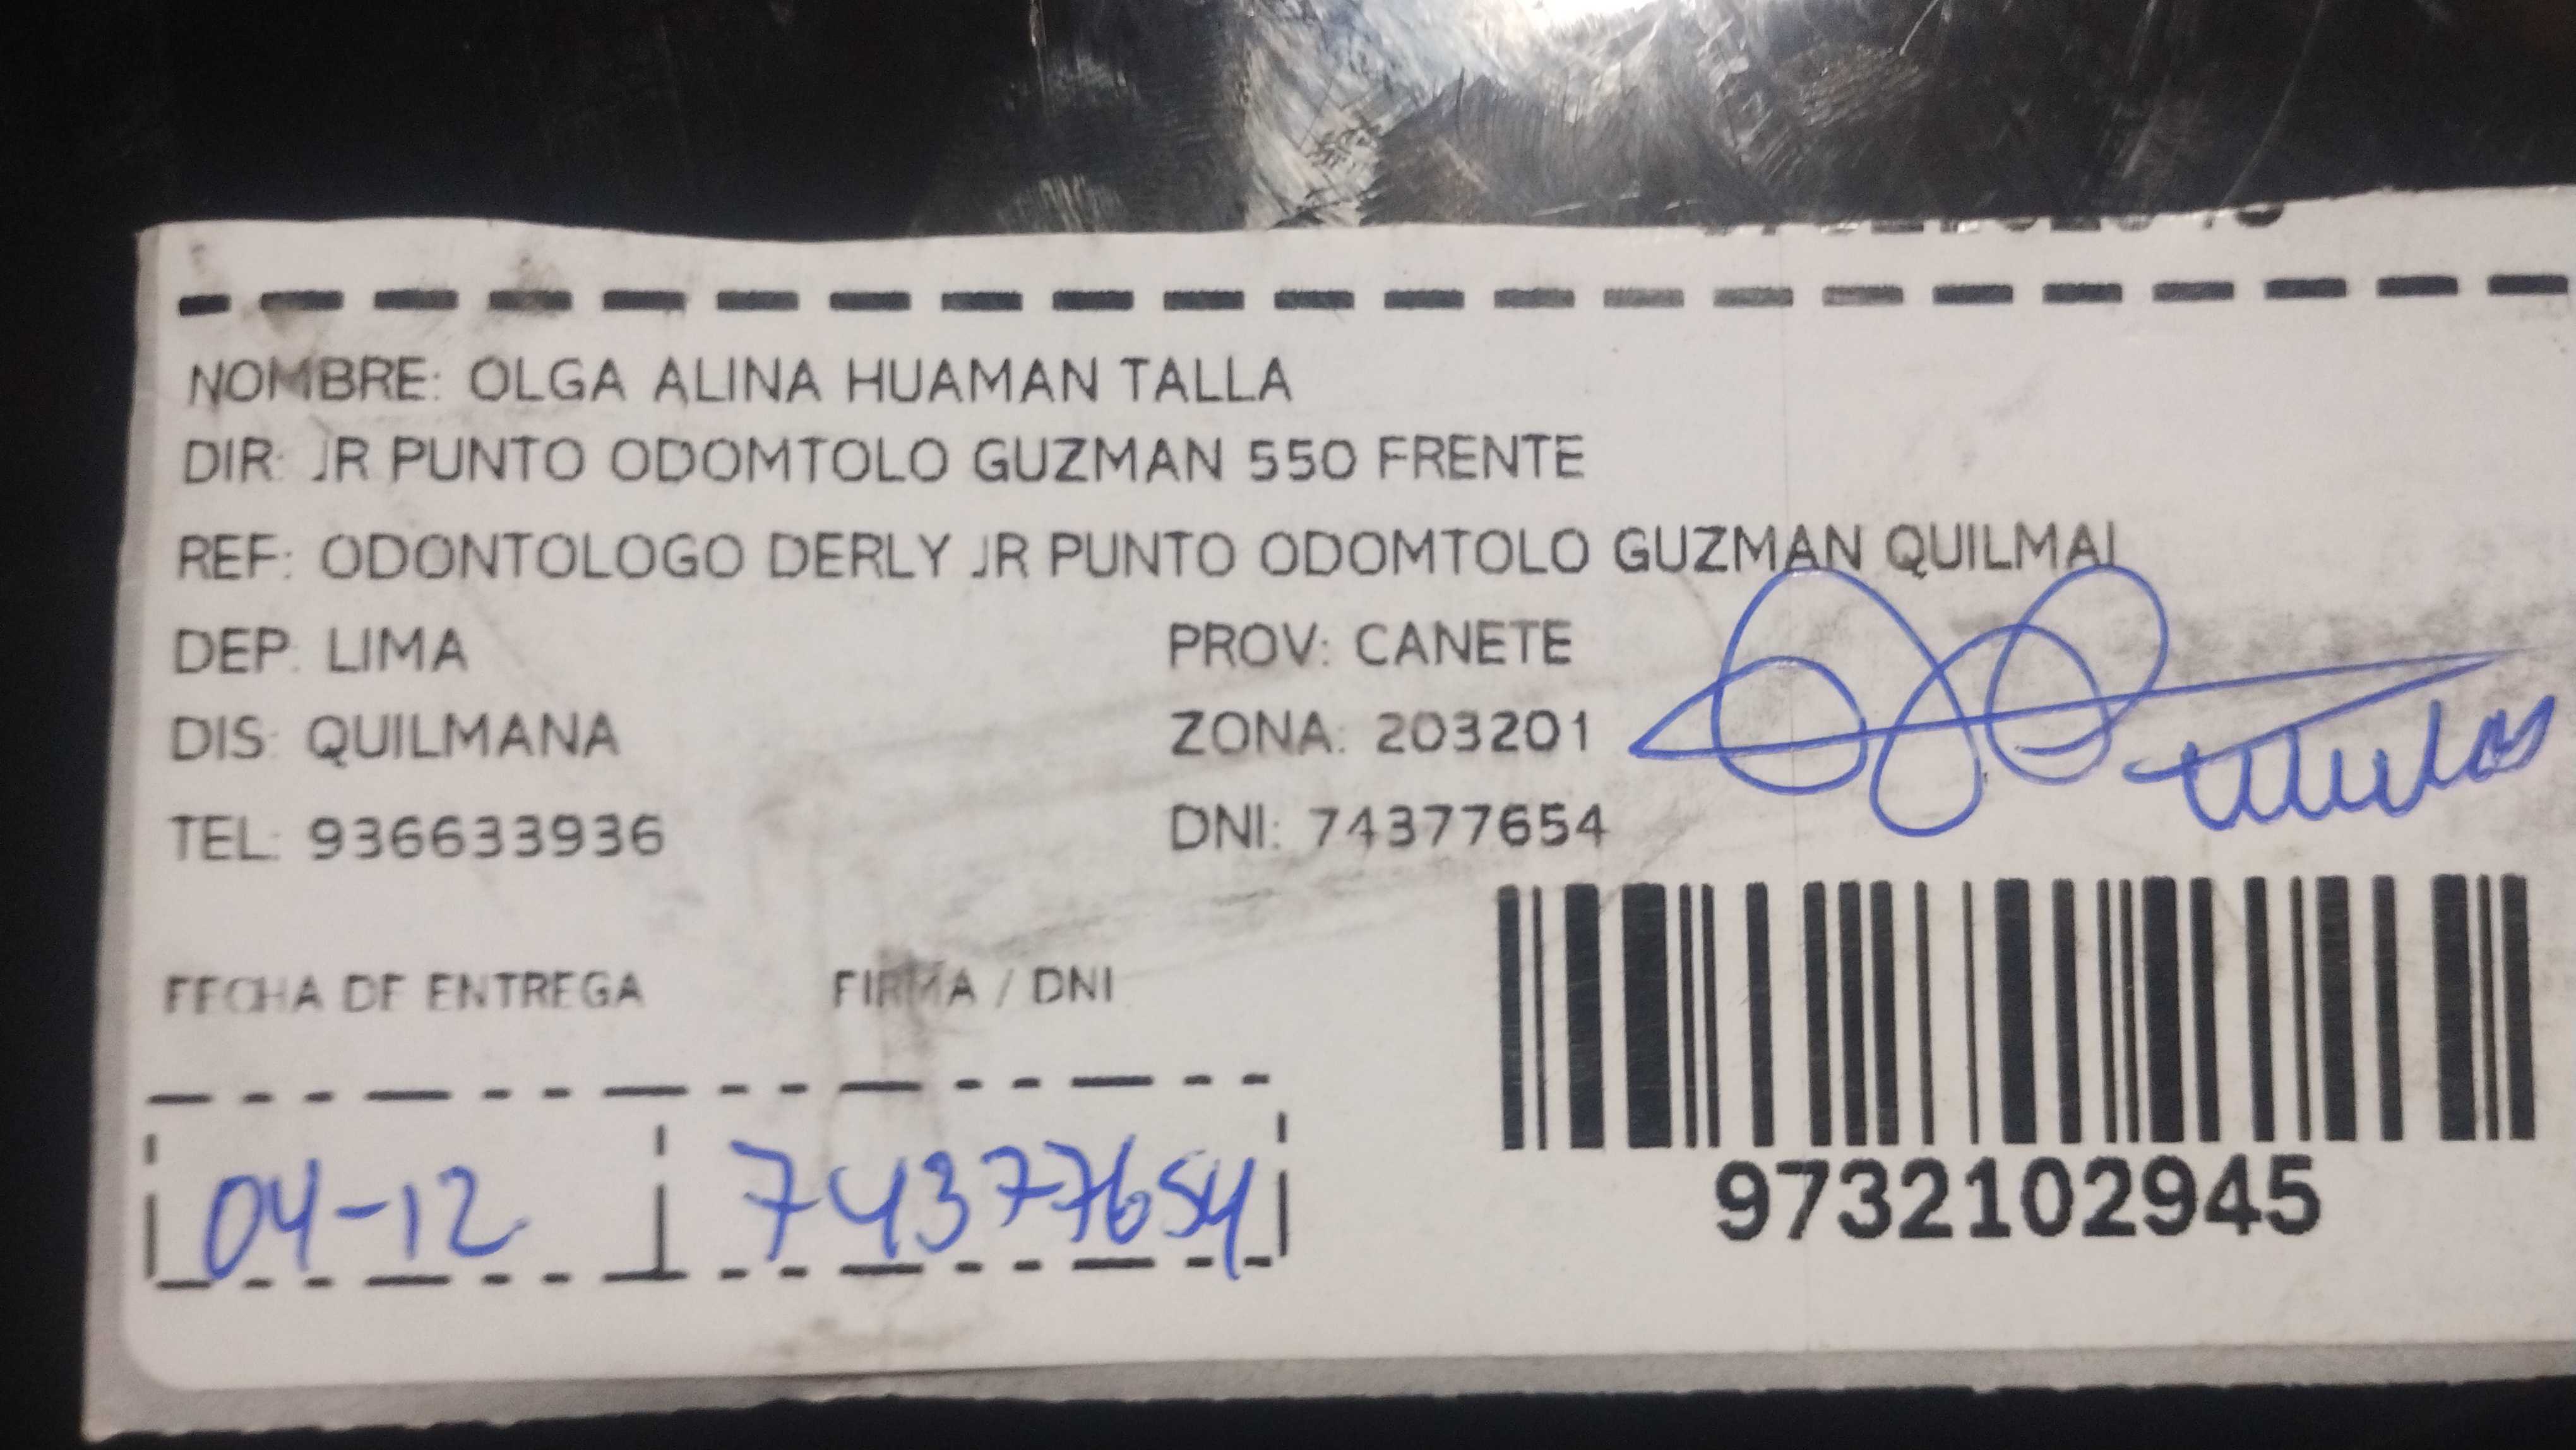 NOMBRE: OLGA ALINA HUAMAN TALLA
DIR: JR PUNTO ODOMTOLO GUZMAN 550 FRENTE
REF: ODONTOLOGO DERLY JR PUNTO ODOMTOLO GUZMAN QUILMAI
DEP: LIMA PROV: CANETE
DIS: QUILMANA ZONA: 203201
TEL: 936633936 DNI: 74377654
FECHA DE ENTREGA FIRMA / DNI
04-12 74377654
9732102945